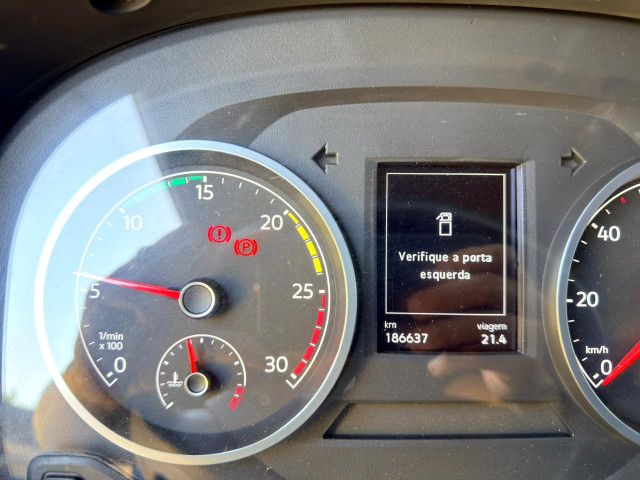 0
5
10
15
20
25
30
1/min
x 100
(!)
(P)
Verifique a porta
esquerda
km
viagem
186637
21.4
40
20
0
km/h